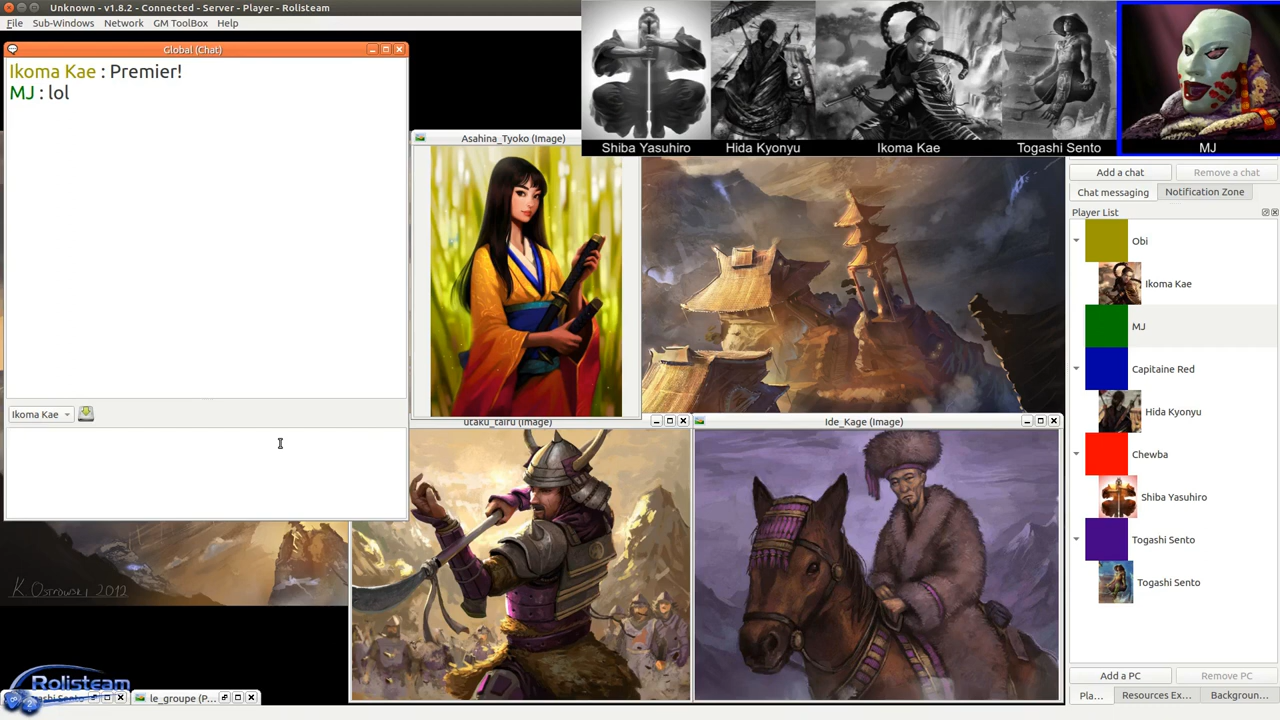 Unknown - v1.8.2 - Connected - Server - Player - Rolisteam
File Sub-Windows Network GM ToolBox Help
Global (Chat)
Ikoma Kae : Premier!
MJ : lol
Ikoma Kae
Asahina_Tyoko (Image)
Shiba Yasuhiro Hida Kyonyu Ikoma Kae Togashi Sento MJ
Add a chat Remove a chat
Chat messaging Notification Zone
Player List
Obi
Ikoma Kae
MJ
Capitaine Red
Hida Kyonyu
Chewba
Shiba Yasuhiro
Togashi Sento
Togashi Sento
Add a PC Remove PC
Pla... Resources Ex... Backgroun...
utaku_tairu (Image)
Ide_Kage (Image)
K Ostrowski 2012
Rolisteam
Sento
le_groupe (P...